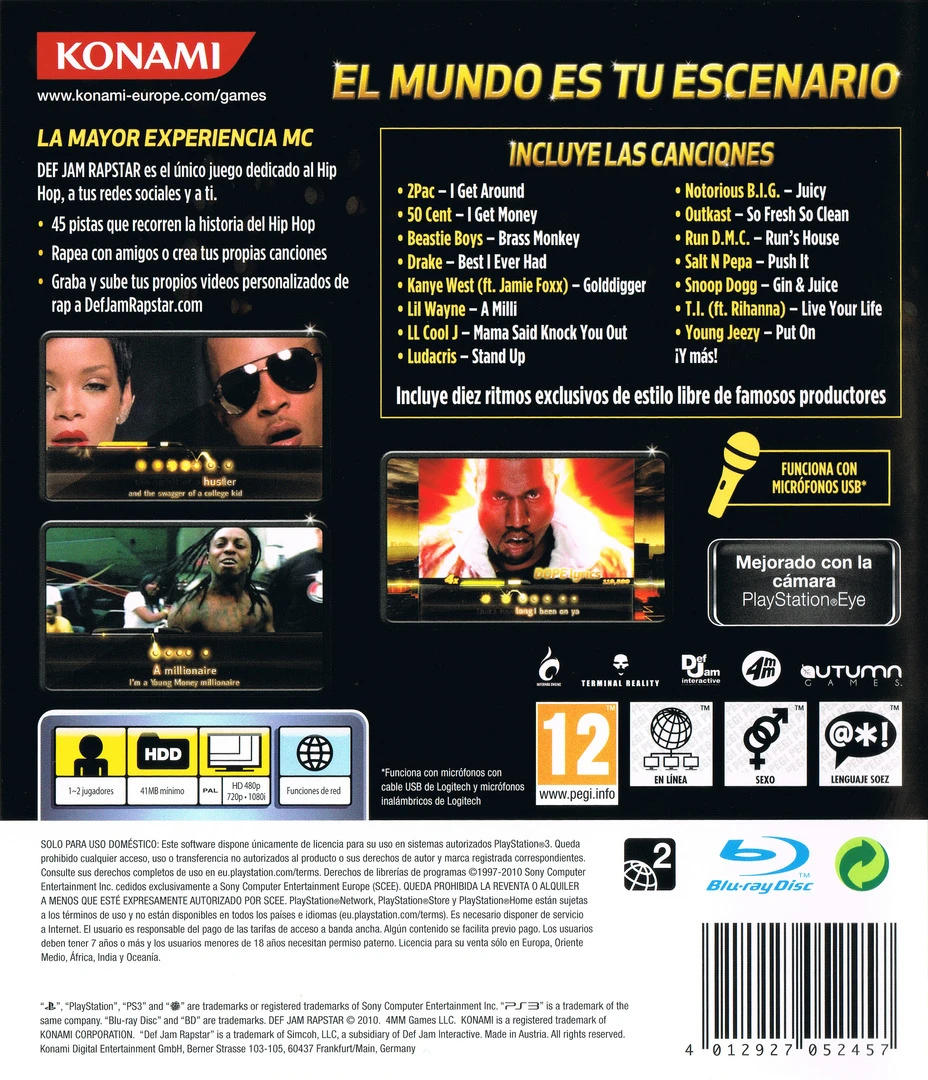 KONAMI
www.konami-europe.com/games
EL MUNDO ES TU ESCENARIO
LA MAYOR EXPERIENCIA MC
DEF JAM RAPSTAR es el único juego dedicado al Hip
Hop, a tus redes sociales y a ti.
• 45 pistas que recorren la historia del Hip Hop
• Rapea con amigos o crea tus propias canciones
• Graba y sube tus propios videos personalizados de
rap a DefJamRapstar.com
INCLUYE LAS CANCIONES
• 2Pac – I Get Around
• 50 Cent – I Get Money
• Beastie Boys – Brass Monkey
• Drake – Best I Ever Had
• Kanye West (ft. Jamie Foxx) – Golddigger
• Lil Wayne – A Milli
• LL Cool J – Mama Said Knock You Out
• Ludacris – Stand Up
• Notorious B.I.G. – Juicy
• Outkast – So Fresh So Clean
• Run D.M.C. – Run's House
• Salt N Pepa – Push It
• Snoop Dogg – Gin & Juice
• T.I. (ft. Rihanna) – Live Your Life
• Young Jeezy – Put On
¡Y más!
Incluye diez ritmos exclusivos de estilo libre de famosos productores
hustler
and the swagger of a college kid
A millionaire
I'm a Young Money millionaire
4x
DOPE lyrics
long I been on ya
FUNCIONA CON
MICRÓFONOS USB*
Mejorado con la
cámara
PlayStation®Eye
TERMINAL REALITY
Def Jam
interactive
4mm
AUTUMN
GAMES
1~2 jugadores
HDD
41MB mínimo
PAL
HD 480p
720p • 1080i
Funciones de red
*Funciona con micrófonos con
cable USB de Logitech y micrófonos
inalámbricos de Logitech
12
www.pegi.info
EN LÍNEA
SEXO
@*!
LENGUAJE SOEZ
SOLO PARA USO DOMÉSTICO: Este software dispone únicamente de licencia para su uso en sistemas autorizados PlayStation®3. Queda
prohibido cualquier acceso, uso o transferencia no autorizados al producto o sus derechos de autor y marca registrada correspondientes.
Consulte sus derechos completos de uso en eu.playstation.com/terms. Derechos de librerías de programas ©1997-2010 Sony Computer
Entertainment Inc. cedidos exclusivamente a Sony Computer Entertainment Europe (SCEE). QUEDA PROHIBIDA LA REVENTA O ALQUILER
A MENOS QUE ESTÉ EXPRESAMENTE AUTORIZADO POR SCEE. PlayStation®Network, PlayStation®Store y PlayStation®Home están sujetas
a los términos de uso y no están disponibles en todos los países e idiomas (eu.playstation.com/terms). Es necesario disponer de servicio
a Internet. El usuario es responsable del pago de las tarifas de acceso a banda ancha. Algún contenido se facilita previo pago. Los usuarios
deben tener 7 años o más y los usuarios menores de 18 años necesitan permiso paterno. Licencia para su venta sólo en Europa, Oriente
Medio, África, India y Oceanía.
2
Blu-ray Disc
TM
"PlayStation", "PS3" and " " are trademarks or registered trademarks of Sony Computer Entertainment Inc. "PS3" is a trademark of the
same company. "Blu-ray Disc" and "BD" are trademarks. DEF JAM RAPSTAR © 2010. 4MM Games LLC. KONAMI is a registered trademark of
KONAMI CORPORATION. "Def Jam Rapstar" is a trademark of Simcoh, LLC, a subsidiary of Def Jam Interactive. Made in Austria. All rights reserved.
Konami Digital Entertainment GmbH, Berner Strasse 103-105, 60437 Frankfurt/Main, Germany
4 012927 052457